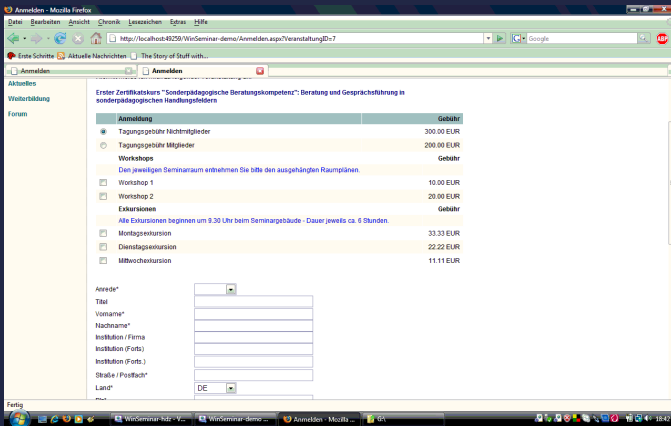 Anmelden - Mozilla Firefox
Datei Bearbeiten Ansicht Chronik Lesezeichen Extras Hilfe
http://localhost:49259/WinSeminar-demo/Anmelden.aspx?VeranstaltungID=7
Google
ABP
Erste Schritte Aktuelle Nachrichten The Story of Stuff with...
Anmelden Anmelden
Aktuelles
Weiterbildung
Forum
Erster Zertifikatskurs "Sonderpädagogische Beratungskompetenz": Beratung und Gesprächsführung in
sonderpädagogischen Handlungsfeldern
Anmeldung Gebühr
Tagungsgebühr Nichtmitglieder 300.00 EUR
Tagungsgebühr Mitglieder 200.00 EUR
Workshops Gebühr
Den jeweiligen Seminarraum entnehmen Sie bitte den ausgehängten Raumplänen.
Workshop 1 10.00 EUR
Workshop 2 20.00 EUR
Exkursionen Gebühr
Alle Exkursionen beginnen um 9.30 Uhr beim Seminargebäude - Dauer jeweils ca. 6 Stunden.
Montagsexkursion 33.33 EUR
Dienstagsexkursion 22.22 EUR
Mittwochexkursion 11.11 EUR
Anrede*
Titel
Vorname*
Nachname*
Institution / Firma
Institution (Forts)
Institution (Forts.)
Straße / Postfach*
Land* DE
Fertig
WinSeminar-hdz - V... WinSeminar-demo ... Anmelden - Mozilla ... G:\ 18:42